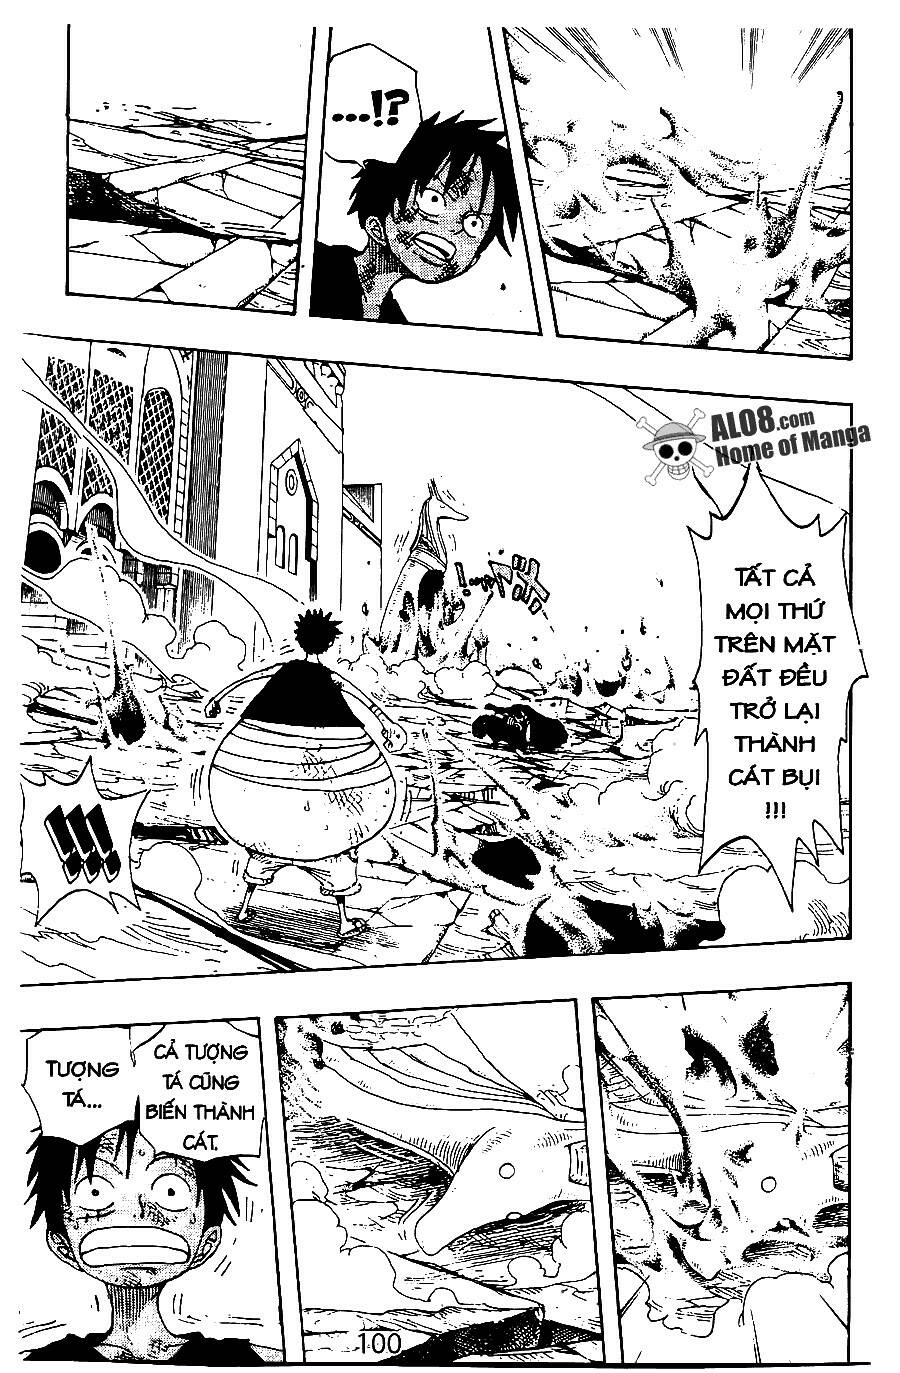 ...!?
AL08.com
Home of Manga
TẤT CẢ
MỌI THỨ
TRÊN MẶT
ĐẤT ĐỀU
TRỞ LẠI
THÀNH
CÁT BỤI
!!!
!!!
TƯỢNG
TÁ...
CẢ TƯỢNG
TÁ CŨNG
BIẾN THÀNH
CÁT.
100